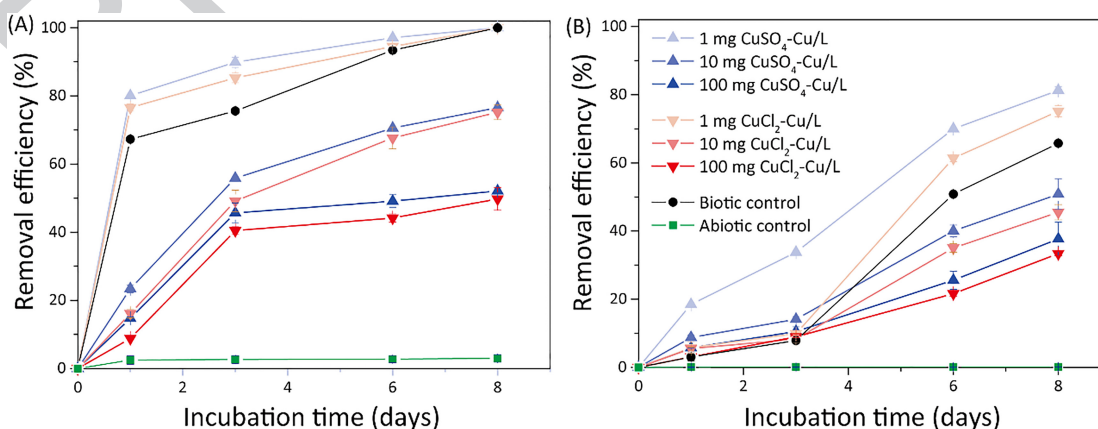 (A)
100
80
60
40
20
0
0 2 4 6 8
Removal efficiency (%)
Incubation time (days)
(B)
100
80
60
40
20
0
0 2 4 6 8
Removal efficiency (%)
Incubation time (days)
1 mg CuSO₄-Cu/L
10 mg CuSO₄-Cu/L
100 mg CuSO₄-Cu/L
1 mg CuCl₂-Cu/L
10 mg CuCl₂-Cu/L
100 mg CuCl₂-Cu/L
Biotic control
Abiotic control